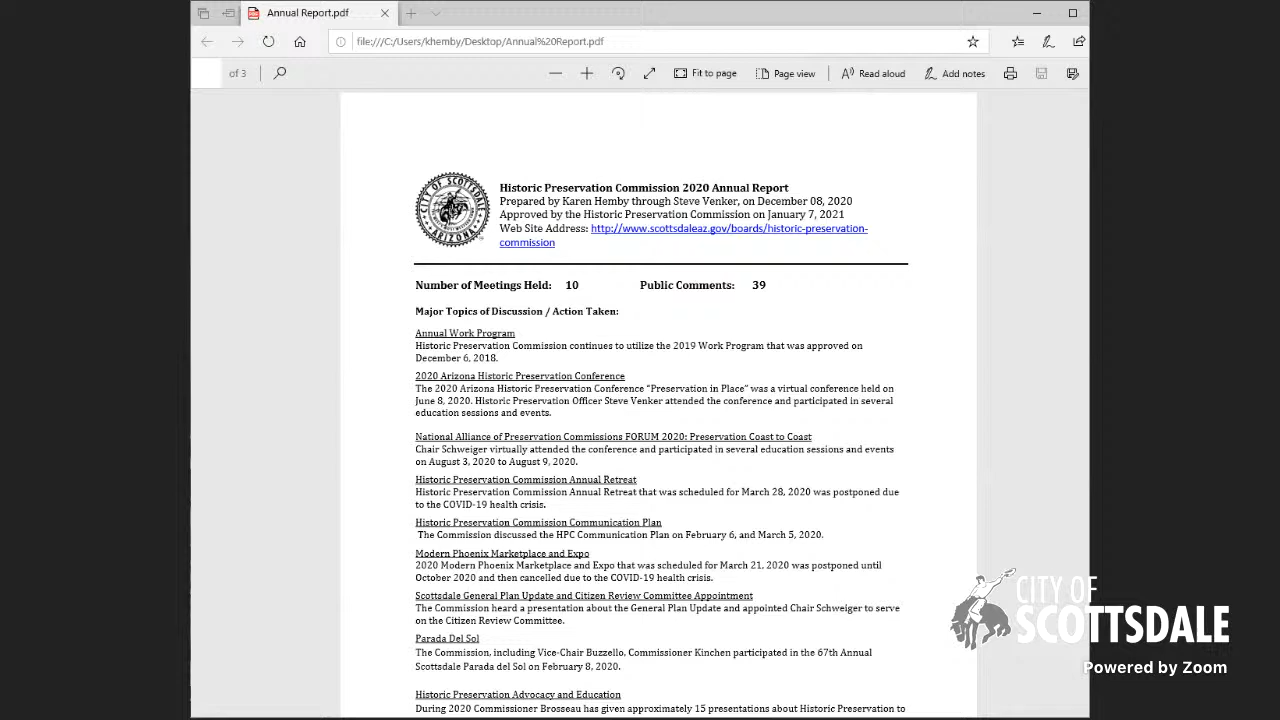 Annual Report.pdf
file:///C:/Users/khemby/Desktop/Annual%20Report.pdf
of 3
Fit to page
Page view
Read aloud
Add notes
CITY OF SCOTTSDALE
ARIZONA
Historic Preservation Commission 2020 Annual Report
Prepared by Karen Hemby through Steve Venker, on December 08, 2020
Approved by the Historic Preservation Commission on January 7, 2021
Web Site Address: http://www.scottsdaleaz.gov/boards/historic-preservation-
commission
Number of Meetings Held: 10 Public Comments: 39
Major Topics of Discussion / Action Taken:
Annual Work Program
Historic Preservation Commission continues to utilize the 2019 Work Program that was approved on
December 6, 2018.
2020 Arizona Historic Preservation Conference
The 2020 Arizona Historic Preservation Conference "Preservation in Place" was a virtual conference held on
June 8, 2020. Historic Preservation Officer Steve Venker attended the conference and participated in several
education sessions and events.
National Alliance of Preservation Commissions FORUM 2020: Preservation Coast to Coast
Chair Schweiger virtually attended the conference and participated in several education sessions and events
on August 3, 2020 to August 9, 2020.
Historic Preservation Commission Annual Retreat
Historic Preservation Commission Annual Retreat that was scheduled for March 28, 2020 was postponed due
to the COVID-19 health crisis.
Historic Preservation Commission Communication Plan
The Commission discussed the HPC Communication Plan on February 6, and March 5, 2020.
Modern Phoenix Marketplace and Expo
2020 Modern Phoenix Marketplace and Expo that was scheduled for March 21, 2020 was postponed until
October 2020 and then cancelled due to the COVID-19 health crisis.
Scottsdale General Plan Update and Citizen Review Committee Appointment
The Commission heard a presentation about the General Plan Update and appointed Chair Schweiger to serve
on the Citizen Review Committee.
Parada Del Sol
The Commission, including Vice-Chair Buzzello, Commissioner Kinchen participated in the 67th Annual
Scottsdale Parada del Sol on February 8, 2020.
Historic Preservation Advocacy and Education
During 2020 Commissioner Brosseau has given approximately 15 presentations about Historic Preservation to
CITY OF
SCOTTSDALE
Powered by Zoom